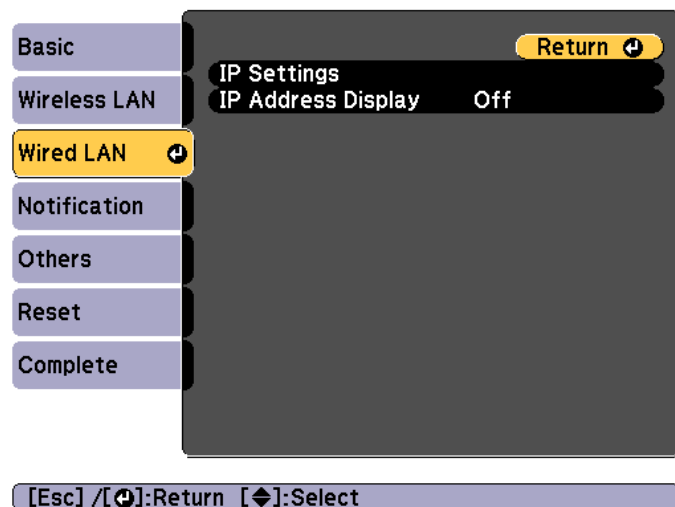 Basic
Wireless LAN
Wired LAN
Notification
Others
Reset
Complete
Return
IP Settings
IP Address Display Off
[Esc] /[]:Return []:Select